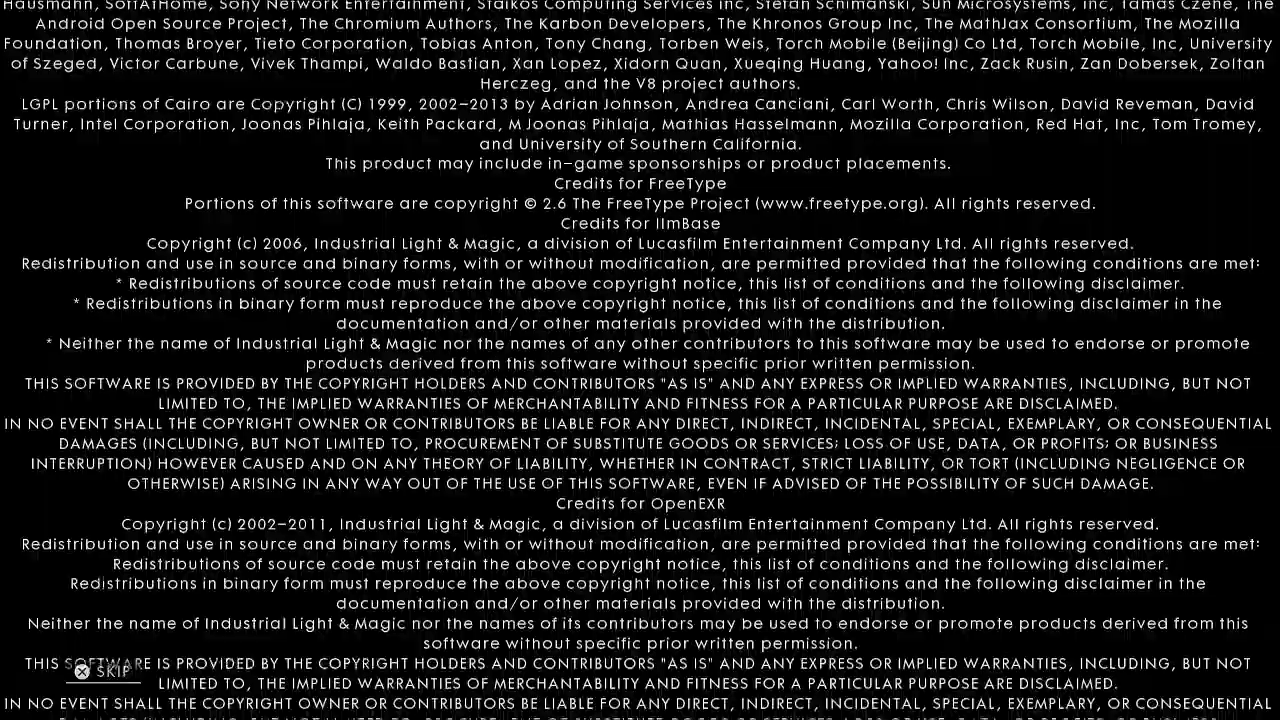 Hausmann, SoftAtHome, Sony Network Entertainment, Staikos Computing Services Inc, Stefan Schimanski, Sun Microsystems, Inc, Tamas Czene, The
Android Open Source Project, The Chromium Authors, The Karbon Developers, The Khronos Group Inc, The MathJax Consortium, The Mozilla
Foundation, Thomas Broyer, Tieto Corporation, Tobias Anton, Tony Chang, Torben Weis, Torch Mobile (Beijing) Co Ltd, Torch Mobile, Inc, University
of Szeged, Victor Carbune, Vivek Thampi, Waldo Bastian, Xan Lopez, Xidorn Quan, Xueqing Huang, Yahoo! Inc, Zack Rusin, Zan Dobersek, Zoltan
Herczeg, and the V8 project authors.
LGPL portions of Cairo are Copyright (C) 1999, 2002-2013 by Adrian Johnson, Andrea Canciani, Carl Worth, Chris Wilson, David Reveman, David
Turner, Intel Corporation, Joonas Pihlaja, Keith Packard, M Joonas Pihlaja, Mathias Hasselmann, Mozilla Corporation, Red Hat, Inc, Tom Tromey,
and University of Southern California.
This product may include in-game sponsorships or product placements.
Credits for FreeType
Portions of this software are copyright © 2.6 The FreeType Project (www.freetype.org). All rights reserved.
Credits for IlmBase
Copyright (c) 2006, Industrial Light & Magic, a division of Lucasfilm Entertainment Company Ltd. All rights reserved.
Redistribution and use in source and binary forms, with or without modification, are permitted provided that the following conditions are met:
* Redistributions of source code must retain the above copyright notice, this list of conditions and the following disclaimer.
* Redistributions in binary form must reproduce the above copyright notice, this list of conditions and the following disclaimer in the
documentation and/or other materials provided with the distribution.
* Neither the name of Industrial Light & Magic nor the names of any other contributors to this software may be used to endorse or promote
products derived from this software without specific prior written permission.
THIS SOFTWARE IS PROVIDED BY THE COPYRIGHT HOLDERS AND CONTRIBUTORS "AS IS" AND ANY EXPRESS OR IMPLIED WARRANTIES, INCLUDING, BUT NOT
LIMITED TO, THE IMPLIED WARRANTIES OF MERCHANTABILITY AND FITNESS FOR A PARTICULAR PURPOSE ARE DISCLAIMED.
IN NO EVENT SHALL THE COPYRIGHT OWNER OR CONTRIBUTORS BE LIABLE FOR ANY DIRECT, INDIRECT, INCIDENTAL, SPECIAL, EXEMPLARY, OR CONSEQUENTIAL
DAMAGES (INCLUDING, BUT NOT LIMITED TO, PROCUREMENT OF SUBSTITUTE GOODS OR SERVICES; LOSS OF USE, DATA, OR PROFITS; OR BUSINESS
INTERRUPTION) HOWEVER CAUSED AND ON ANY THEORY OF LIABILITY, WHETHER IN CONTRACT, STRICT LIABILITY, OR TORT (INCLUDING NEGLIGENCE OR
OTHERWISE) ARISING IN ANY WAY OUT OF THE USE OF THIS SOFTWARE, EVEN IF ADVISED OF THE POSSIBILITY OF SUCH DAMAGE.
Credits for OpenEXR
Copyright (c) 2002-2011, Industrial Light & Magic, a division of Lucasfilm Entertainment Company Ltd. All rights reserved.
Redistribution and use in source and binary forms, with or without modification, are permitted provided that the following conditions are met:
Redistributions of source code must retain the above copyright notice, this list of conditions and the following disclaimer.
Redistributions in binary form must reproduce the above copyright notice, this list of conditions and the following disclaimer in the
documentation and/or other materials provided with the distribution.
Neither the name of Industrial Light & Magic nor the names of its contributors may be used to endorse or promote products derived from this
software without specific prior written permission.
THIS SOFTWARE IS PROVIDED BY THE COPYRIGHT HOLDERS AND CONTRIBUTORS "AS IS" AND ANY EXPRESS OR IMPLIED WARRANTIES, INCLUDING, BUT NOT
SKIP
LIMITED TO, THE IMPLIED WARRANTIES OF MERCHANTABILITY AND FITNESS FOR A PARTICULAR PURPOSE ARE DISCLAIMED.
IN NO EVENT SHALL THE COPYRIGHT OWNER OR CONTRIBUTORS BE LIABLE FOR ANY DIRECT, INDIRECT, INCIDENTAL, SPECIAL, EXEMPLARY, OR CONSEQUENTIAL